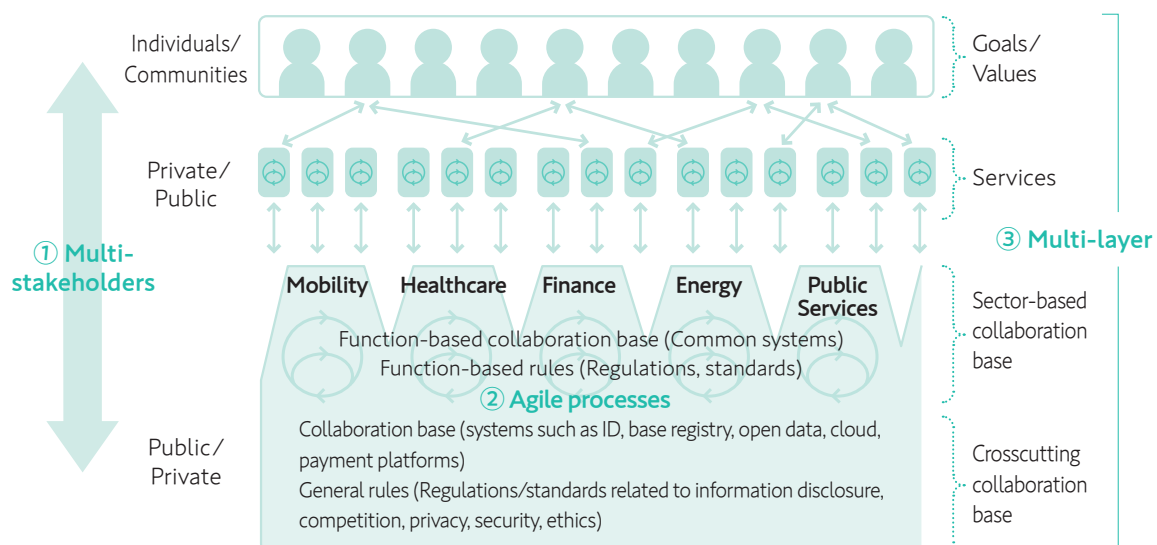 Individuals/
Communities
Goals/
Values
Private/
Public
Services
① Multi-
stakeholders
③ Multi-layer
Mobility
Healthcare
Finance
Energy
Public
Services
Function-based collaboration base (Common systems)
Function-based rules (Regulations, standards)
Sector-based
collaboration
base
② Agile processes
Public/
Private
Collaboration base (systems such as ID, base registry, open data, cloud,
payment platforms)
General rules (Regulations/standards related to information disclosure,
competition, privacy, security, ethics)
Crosscutting
collaboration
base